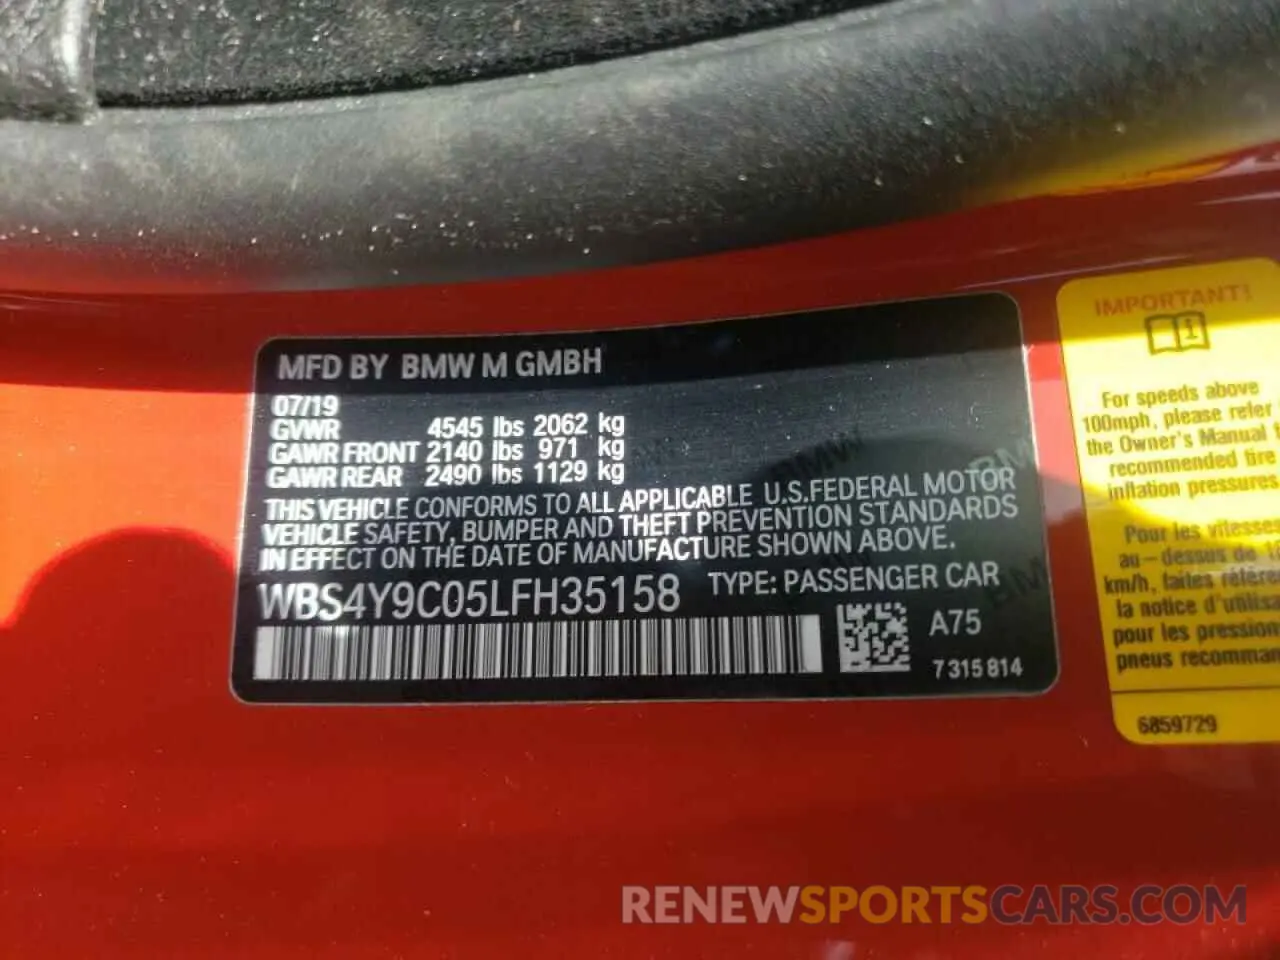 MFD BY BMW M GMBH
07/19
GVWR 4545 lbs 2062 kg
GAWR FRONT 2140 lbs 971 kg
GAWR REAR 2490 lbs 1129 kg
THIS VEHICLE CONFORMS TO ALL APPLICABLE U.S.FEDERAL MOTOR
VEHICLE SAFETY, BUMPER AND THEFT PREVENTION STANDARDS
IN EFFECT ON THE DATE OF MANUFACTURE SHOWN ABOVE.
WBS4Y9C05LFH35158 TYPE: PASSENGER CAR
A75
7 315 814
IMPORTANT!
For speeds above
100mph, please refer
the Owner's Manual
recommended tire
inflation pressures
Pour les vitesses
au-dessus de
km/h, faites
la notice
pour les
pneus
6859729
RENEWSPORTSCARS.COM